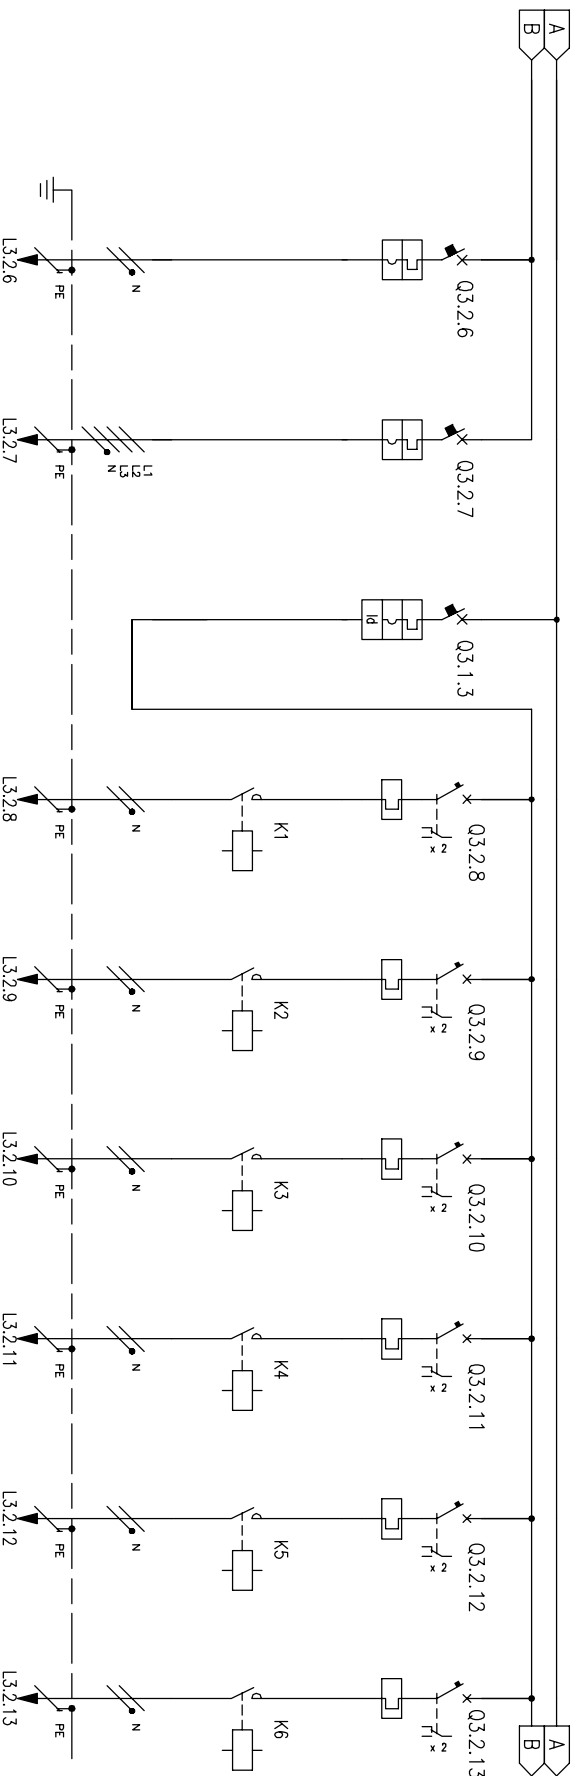 A
B
Q3.2.6
N
PE
L3.2.6
Q3.2.7
L1
L2
L3
N
PE
L3.2.7
Q3.1.3
Id
Q3.2.8
x 2
K1
N
PE
L3.2.8
Q3.2.9
x 2
K2
N
PE
L3.2.9
Q3.2.10
x 2
K3
N
PE
L3.2.10
Q3.2.11
x 2
K4
N
PE
L3.2.11
Q3.2.12
x 2
K5
N
PE
L3.2.12
Q3.2.13
x 2
K6
N
PE
L3.2.13
A
B